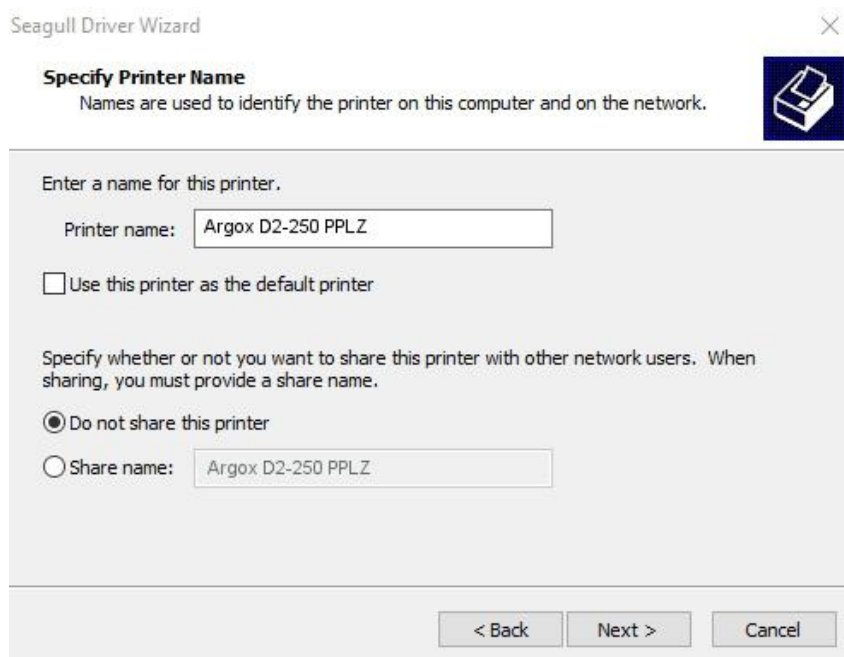 Seagull Driver Wizard
Specify Printer Name
Names are used to identify the printer on this computer and on the network.
Enter a name for this printer.
Printer name: Argox D2-250 PPLZ
Use this printer as the default printer
Specify whether or not you want to share this printer with other network users.  When
sharing, you must provide a share name.
Do not share this printer
Share name: Argox D2-250 PPLZ
< Back Next > Cancel